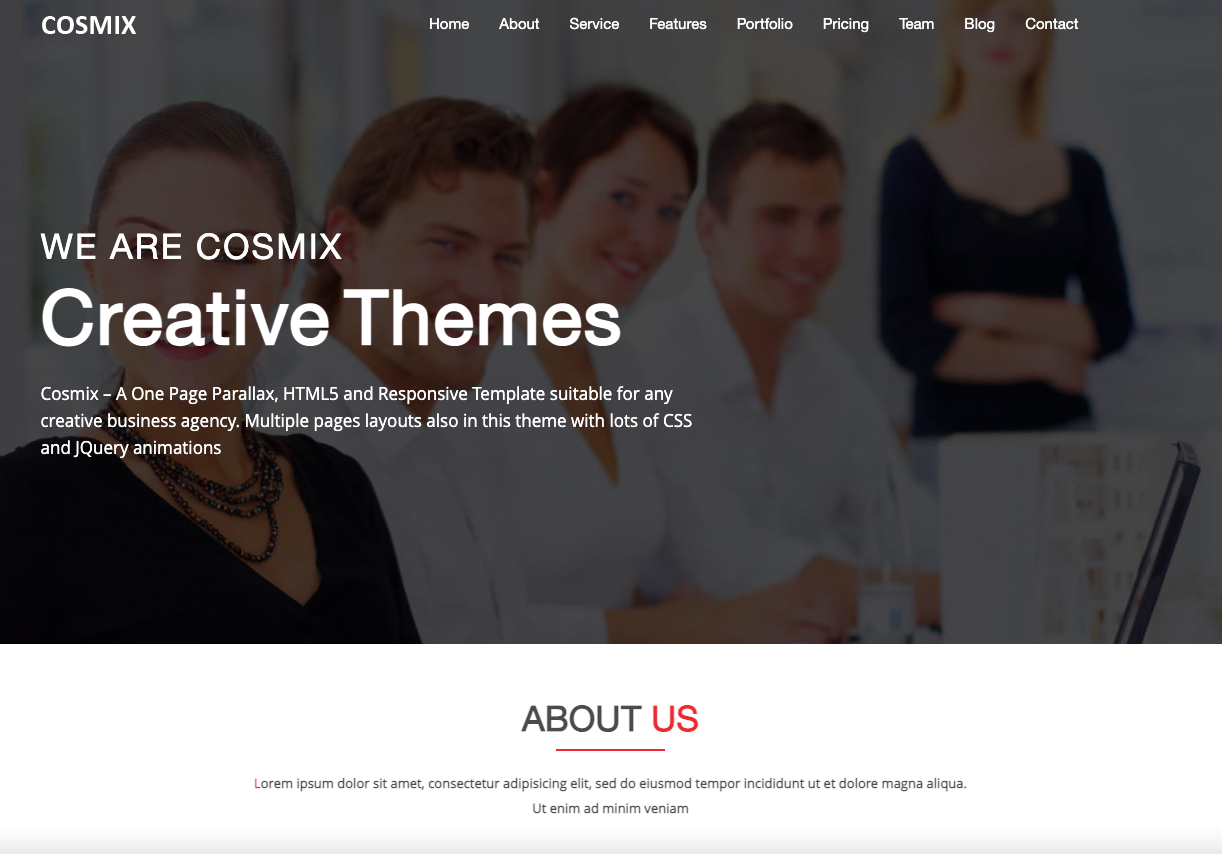 COSMIX
Home About Service Features Portfolio Pricing Team Blog Contact
WE ARE COSMIX
Creative Themes
Cosmix – A One Page Parallax, HTML5 and Responsive Template suitable for any
creative business agency. Multiple pages layouts also in this theme with lots of CSS
and JQuery animations
ABOUT US
Lorem ipsum dolor sit amet, consectetur adipisicing elit, sed do eiusmod tempor incididunt ut et dolore magna aliqua.
Ut enim ad minim veniam